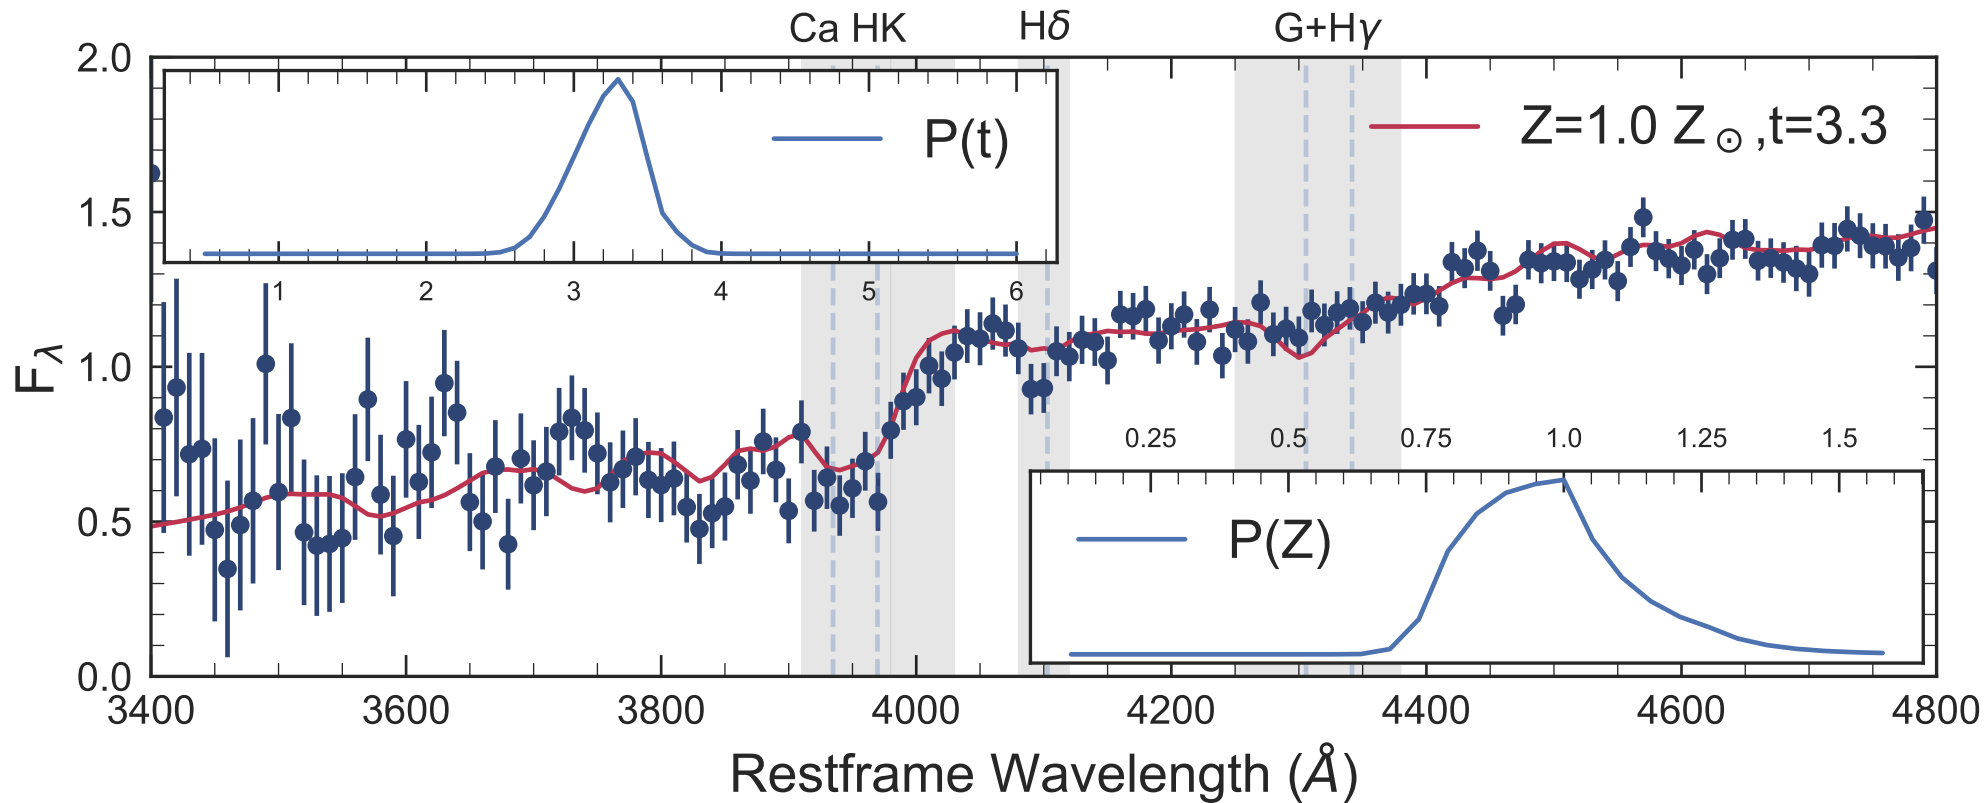 Ca HK Hδ G+Hγ
2.0
1.5
1.0
0.5
0.0
F_λ
P(t)
1 2 3 4 5 6
Z=1.0 Z⊙,t=3.3
0.25 0.5 0.75 1.0 1.25 1.5
P(Z)
3400 3600 3800 4000 4200 4400 4600 4800
Restframe Wavelength (Å)